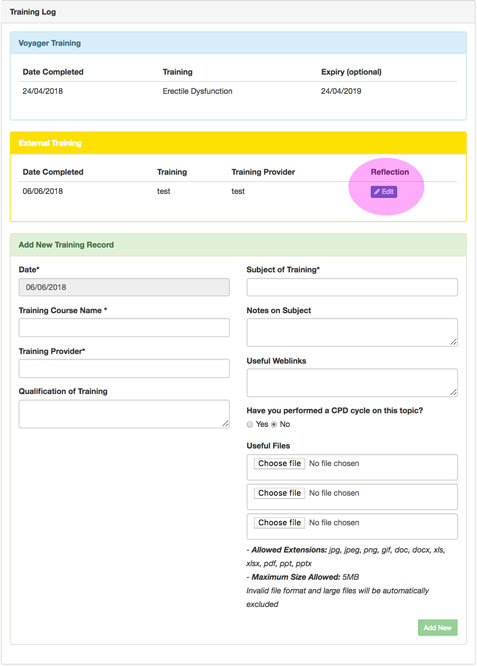 Training Log
Voyager Training
Date Completed Training Expiry (optional)
24/04/2018 Erectile Dysfunction 24/04/2019
External Training
Date Completed Training Training Provider Reflection
06/06/2018 test test Edit
Add New Training Record
Date*
06/06/2018
Training Course Name *
Training Provider*
Qualification of Training
Subject of Training*
Notes on Subject
Useful Weblinks
Have you performed a CPD cycle on this topic?
Yes No
Useful Files
Choose file No file chosen
Choose file No file chosen
Choose file No file chosen
- Allowed Extensions: jpg, jpeg, png, gif, doc, docx, xls,
xlsx, pdf, ppt, pptx
- Maximum Size Allowed: 5MB
Invalid file format and large files will be automatically
excluded
Add New